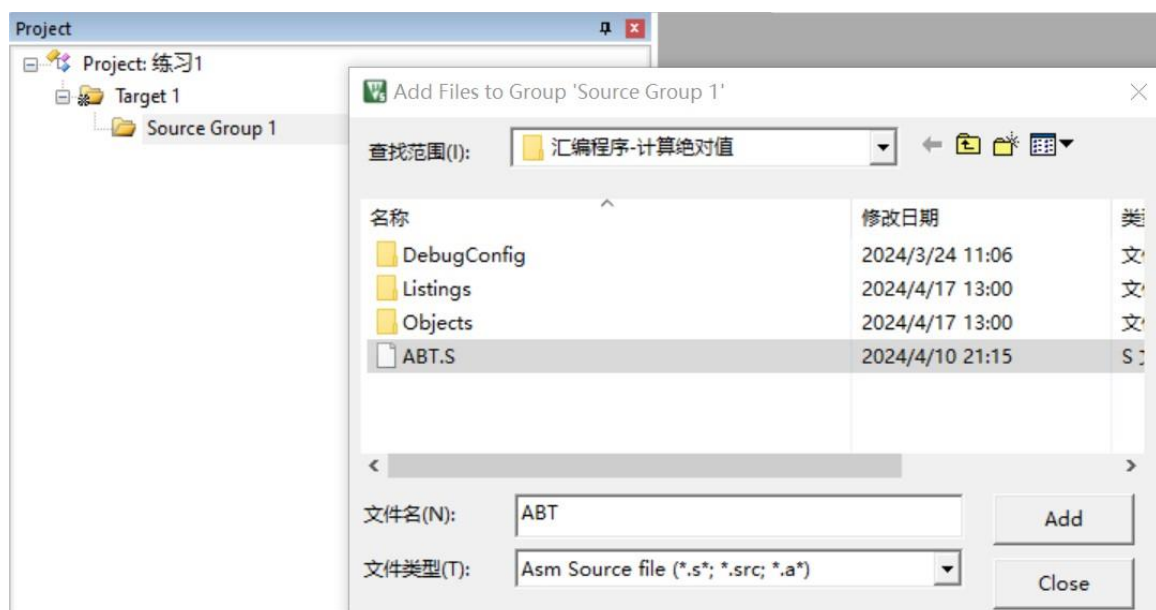 Project
Project: 练习1
Target 1
Source Group 1
Add Files to Group 'Source Group 1'
查找范围(I):
汇编程序-计算绝对值
名称
修改日期
DebugConfig
2024/3/24 11:06
Listings
2024/4/17 13:00
Objects
2024/4/17 13:00
ABT.S
2024/4/10 21:15
S
文件名(N):
ABT
Add
文件类型(T):
Asm Source file (*.s*; *.src; *.a*)
Close